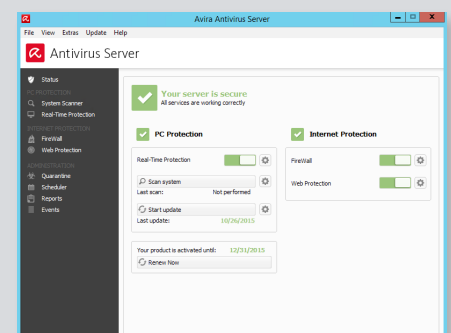 Avira Antivirus Server
File View Extras Update Help
Antivirus Server
Status
PC PROTECTION
System Scanner
Real-Time Protection
INTERNET PROTECTION
FireWall
Web Protection
ADMINISTRATION
Quarantine
Scheduler
Reports
Events
Your server is secure
All services are working correctly
PC Protection
Real-Time Protection
Scan system
Last scan: Not performed
Start update
Last update: 10/26/2015
Your product is activated until: 12/31/2015
Renew Now
Internet Protection
FireWall
Web Protection